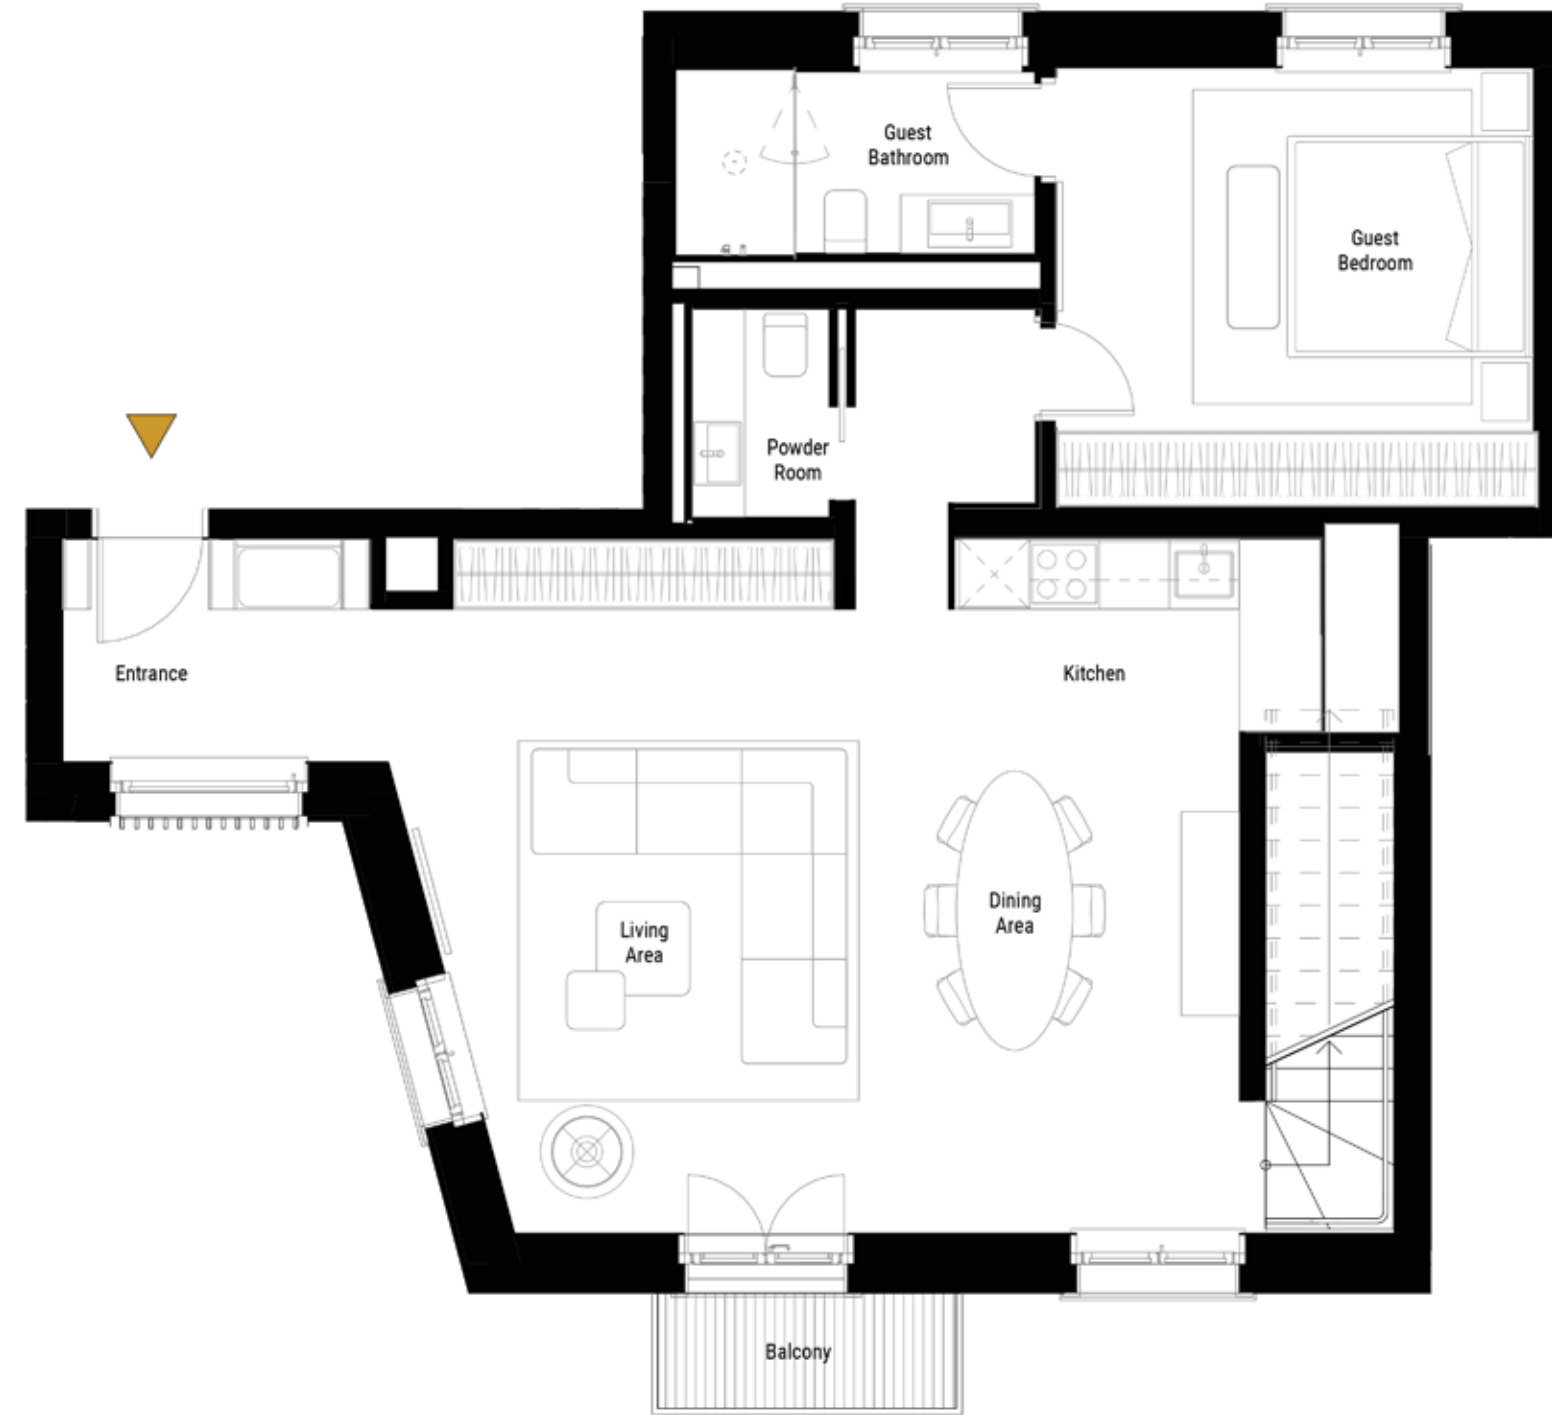 Guest
Bathroom
Guest
Bedroom
Powder
Room
Entrance
Kitchen
Living
Area
Dining
Area
Balcony